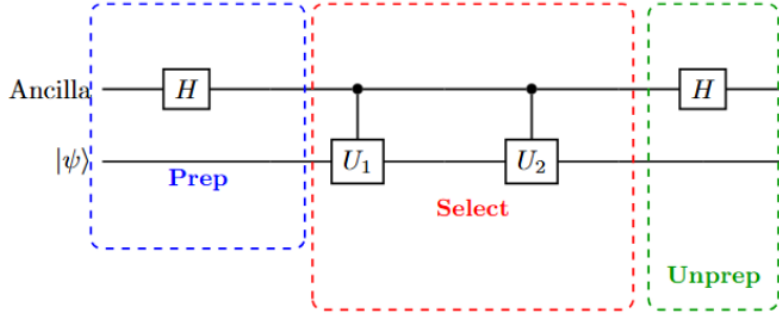 Ancilla H H
|ψ⟩ U₁ U₂
Prep
Select
Unprep